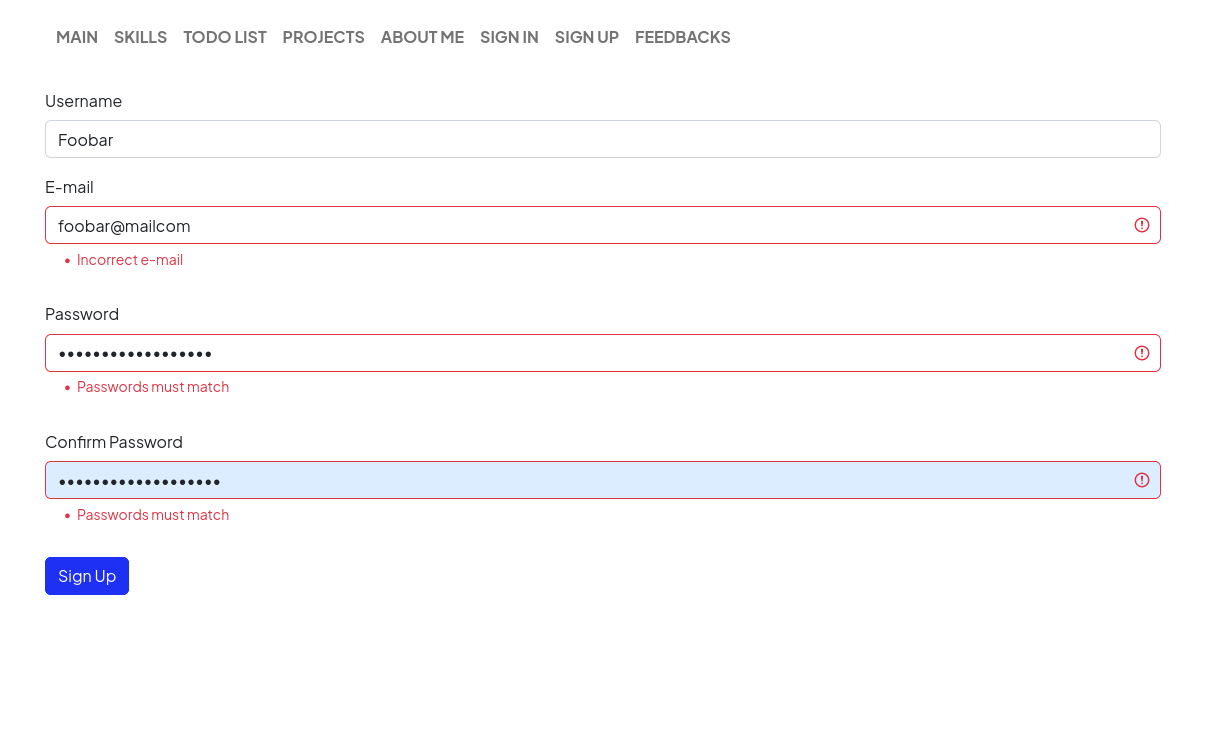 MAIN SKILLS TODO LIST PROJECTS ABOUT ME SIGN IN SIGN UP FEEDBACKS
Username
Foobar
E-mail
foobar@mailcom
• Incorrect e-mail
Password
••••••••••••••••••
• Passwords must match
Confirm Password
•••••••••••••••••••
• Passwords must match
Sign Up